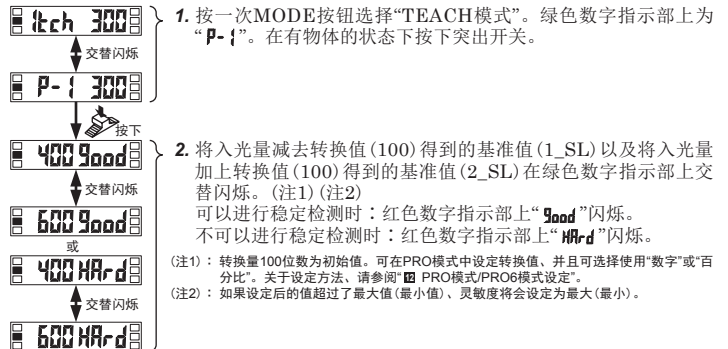 1tch 300
交替闪烁
P-1 300
按下
400 good
交替闪烁
600 good
或
400 HArd
交替闪烁
600 HArd
1. 按一次MODE按钮选择“TEACH模式”。绿色数字指示部上为
“P-1”。在有物体的状态下按下突出开关。
2. 将入光量减去转换值(100)得到的基准值(1_SL)以及将入光量
加上转换值(100)得到的基准值(2_SL)在绿色数字指示部上交
替闪烁。(注1)(注2)
可以进行稳定检测时：红色数字指示部上“good”闪烁。
不可以进行稳定检测时：红色数字指示部上“HArd”闪烁。
(注1)：转换量100位数为初始值。可在PRO模式中设定转换值、并且可选择使用“数字”或“百
分比”。关于设定方法、请参阅“12 PRO模式/PRO6模式设定”。
(注2)：如果设定后的值超过了最大值(最小值)、灵敏度将会设定为最大(最小)。